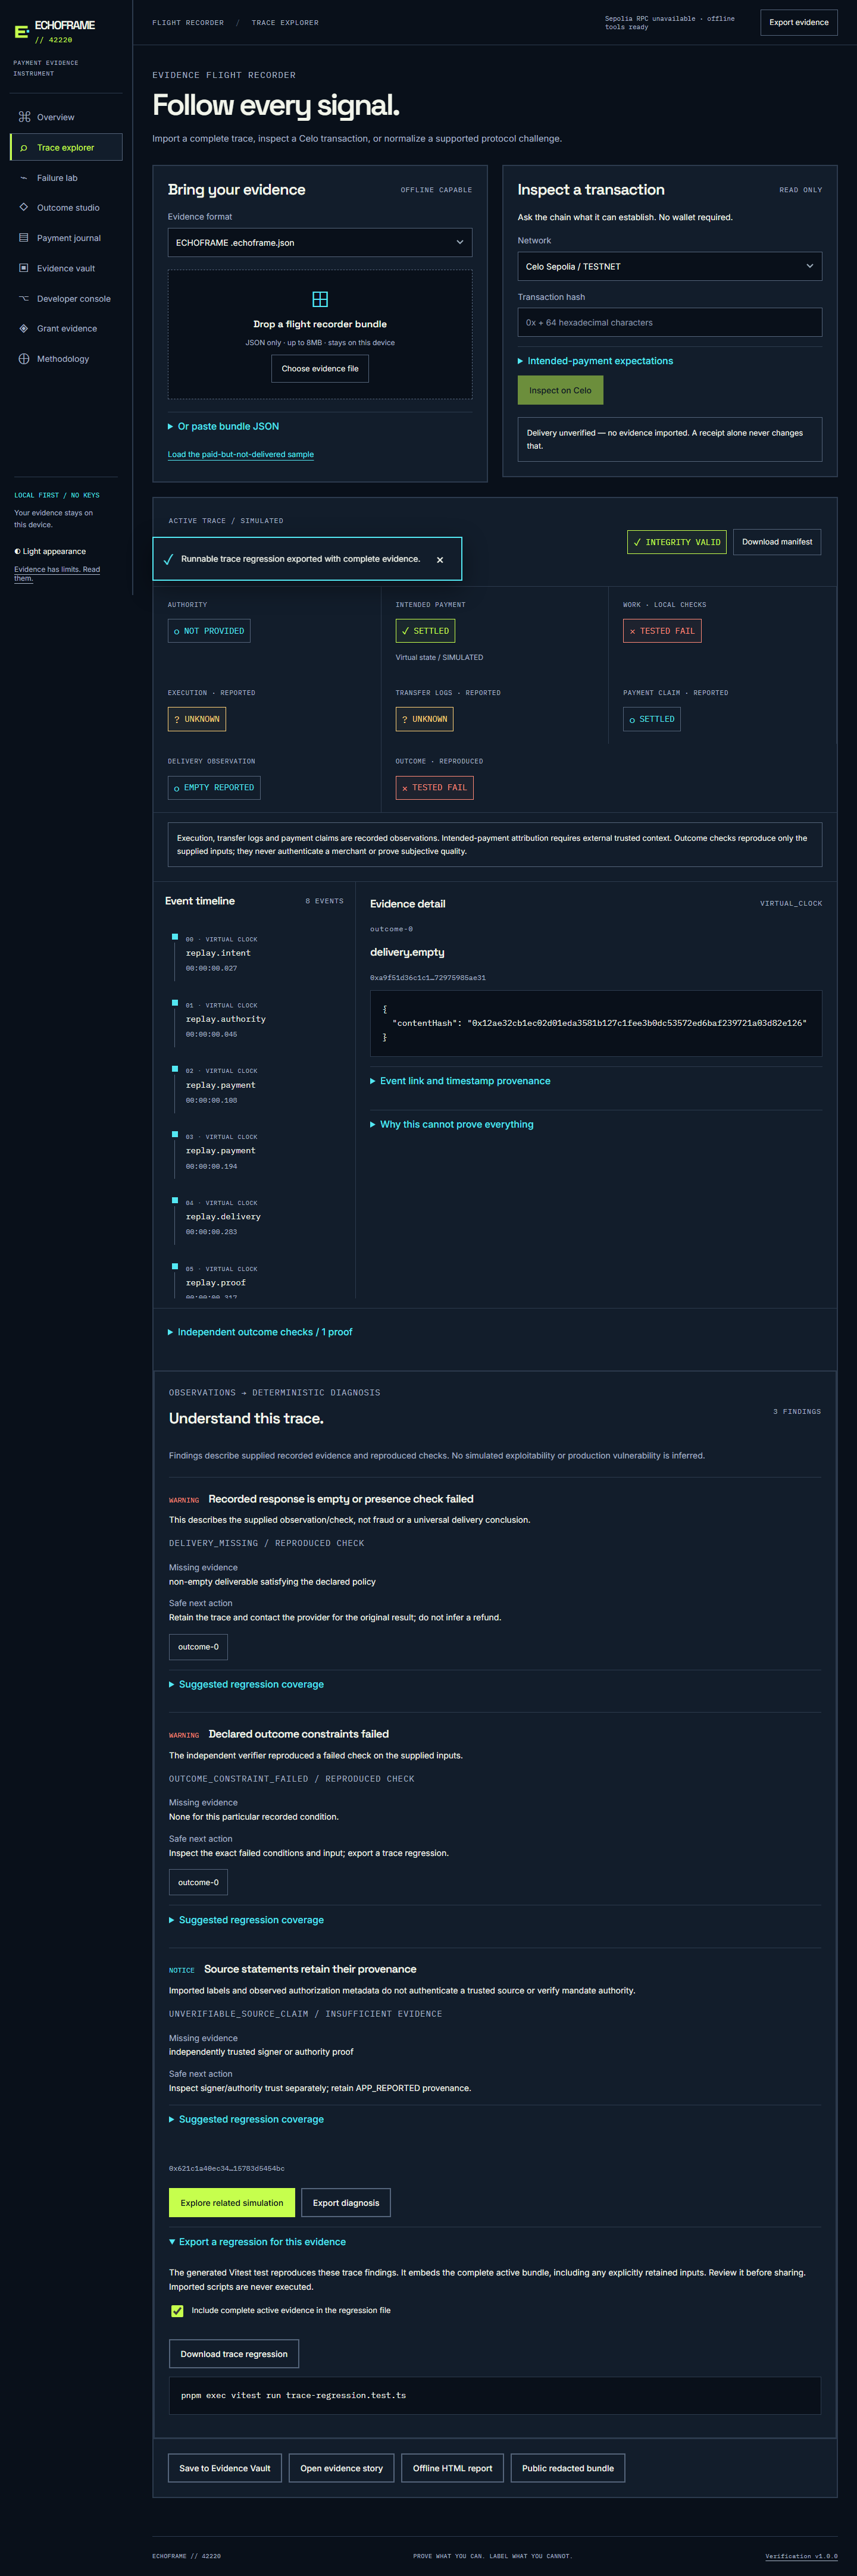 ECHOFRAME
// 42220
PAYMENT EVIDENCE
INSTRUMENT
Overview
Trace explorer
Failure lab
Outcome studio
Payment journal
Evidence vault
Developer console
Grant evidence
Methodology
LOCAL FIRST / NO KEYS
Your evidence stays on
this device.
Light appearance
Evidence has limits. Read
them.
FLIGHT RECORDER / TRACE EXPLORER
Sepolia RPC unavailable · offline
tools ready
Export evidence
EVIDENCE FLIGHT RECORDER
Follow every signal.
Import a complete trace, inspect a Celo transaction, or normalize a supported protocol challenge.
Bring your evidence
OFFLINE CAPABLE
Evidence format
ECHOFRAME .echoframe.json
Drop a flight recorder bundle
JSON only · up to 8MB · stays on this device
Choose evidence file
Or paste bundle JSON
Load the paid-but-not-delivered sample
Inspect a transaction
READ ONLY
Ask the chain what it can establish. No wallet required.
Network
Celo Sepolia / TESTNET
Transaction hash
0x + 64 hexadecimal characters
Intended-payment expectations
Inspect on Celo
Delivery unverified — no evidence imported. A receipt alone never changes
that.
ACTIVE TRACE / SIMULATED
✓ Runnable trace regression exported with complete evidence. ×
✓ INTEGRITY VALID
Download manifest
AUTHORITY
o NOT PROVIDED
INTENDED PAYMENT
✓ SETTLED
Virtual state / SIMULATED
WORK · LOCAL CHECKS
× TESTED FAIL
EXECUTION · REPORTED
? UNKNOWN
TRANSFER LOGS · REPORTED
? UNKNOWN
PAYMENT CLAIM · REPORTED
o SETTLED
DELIVERY OBSERVATION
o EMPTY REPORTED
OUTCOME · REPRODUCED
× TESTED FAIL
Execution, transfer logs and payment claims are recorded observations. Intended-payment attribution requires external trusted context. Outcome checks reproduce only the
supplied inputs; they never authenticate a merchant or prove subjective quality.
Event timeline
8 EVENTS
00 · VIRTUAL CLOCK
replay.intent
00:00:00.027
01 · VIRTUAL CLOCK
replay.authority
00:00:00.045
02 · VIRTUAL CLOCK
replay.payment
00:00:00.108
03 · VIRTUAL CLOCK
replay.payment
00:00:00.194
04 · VIRTUAL CLOCK
replay.delivery
00:00:00.283
05 · VIRTUAL CLOCK
replay.proof
00:00:00.317
Evidence detail
VIRTUAL_CLOCK
outcome-0
delivery.empty
0xa9f51d36c1c1…72975985ae31
{
"contentHash": "0x12ae32cb1ec02d01eda3581b127c1fee3b0dc53572ed6baf239721a03d82e126"
}
Event link and timestamp provenance
Why this cannot prove everything
Independent outcome checks / 1 proof
OBSERVATIONS → DETERMINISTIC DIAGNOSIS
Understand this trace.
3 FINDINGS
Findings describe supplied recorded evidence and reproduced checks. No simulated exploitability or production vulnerability is inferred.
WARNING Recorded response is empty or presence check failed
This describes the supplied observation/check, not fraud or a universal delivery conclusion.
DELIVERY_MISSING / REPRODUCED CHECK
Missing evidence
non-empty deliverable satisfying the declared policy
Safe next action
Retain the trace and contact the provider for the original result; do not infer a refund.
outcome-0
Suggested regression coverage
WARNING Declared outcome constraints failed
The independent verifier reproduced a failed check on the supplied inputs.
OUTCOME_CONSTRAINT_FAILED / REPRODUCED CHECK
Missing evidence
None for this particular recorded condition.
Safe next action
Inspect the exact failed conditions and input; export a trace regression.
outcome-0
Suggested regression coverage
NOTICE Source statements retain their provenance
Imported labels and observed authorization metadata do not authenticate a trusted source or verify mandate authority.
UNVERIFIABLE_SOURCE_CLAIM / INSUFFICIENT EVIDENCE
Missing evidence
independently trusted signer or authority proof
Safe next action
Inspect signer/authority trust separately; retain APP_REPORTED provenance.
Suggested regression coverage
0x621c1a40ec34…15783d5454bc
Explore related simulation
Export diagnosis
Export a regression for this evidence
The generated Vitest test reproduces these trace findings. It embeds the complete active bundle, including any explicitly retained inputs. Review it before sharing.
Imported scripts are never executed.
Include complete active evidence in the regression file
Download trace regression
pnpm exec vitest run trace-regression.test.ts
Save to Evidence Vault
Open evidence story
Offline HTML report
Public redacted bundle
ECHOFRAME // 42220
PROVE WHAT YOU CAN. LABEL WHAT YOU CANNOT.
Verification v1.0.0